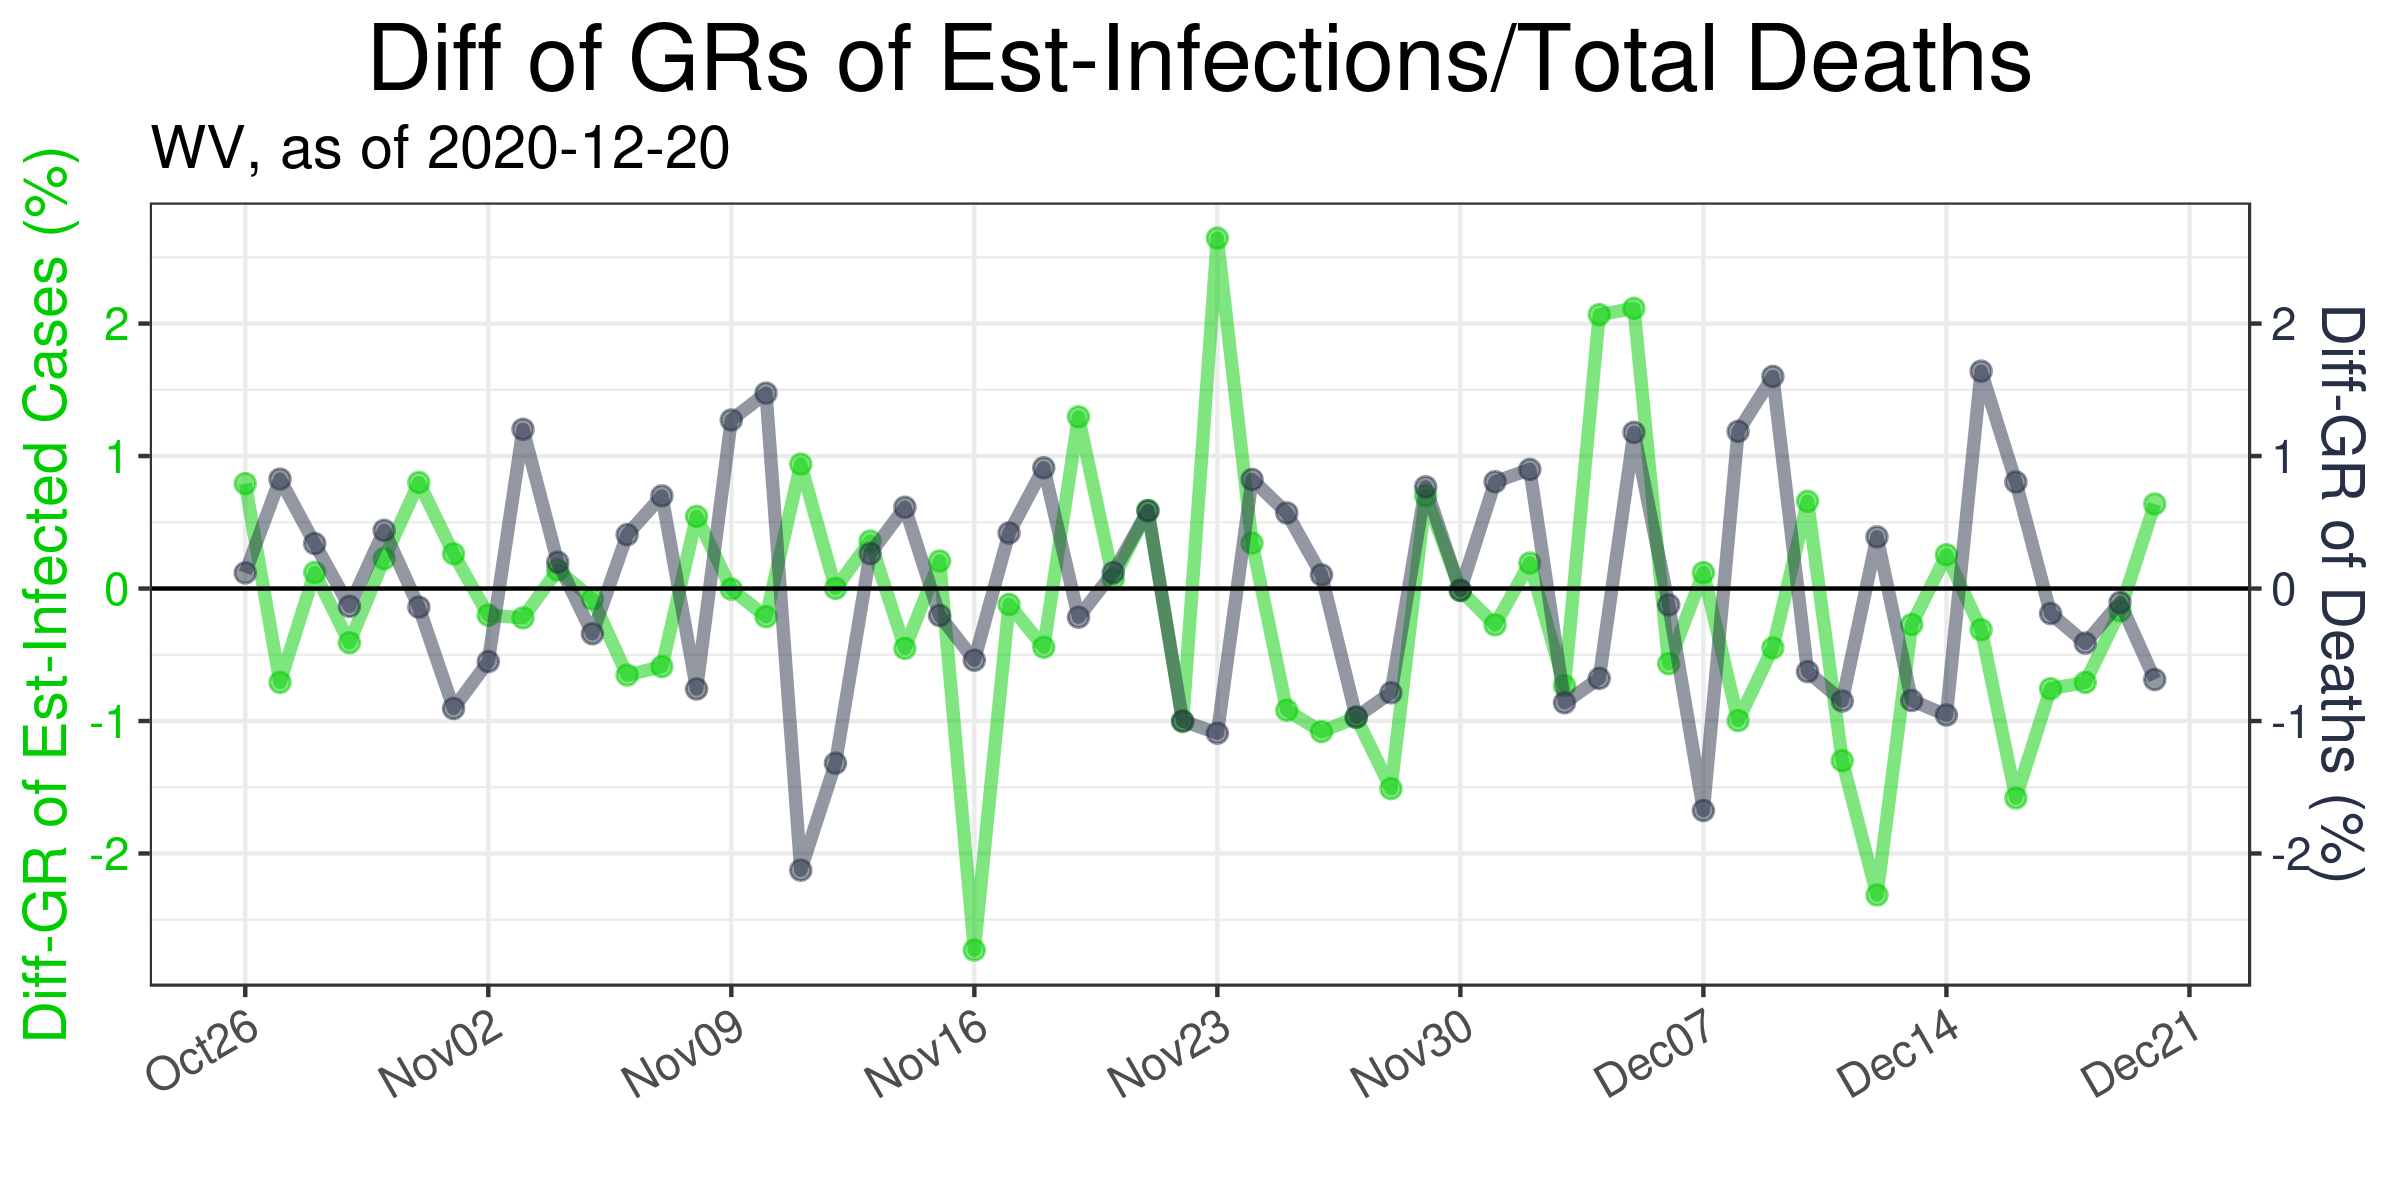 Diff of GRs of Est-Infections/Total Deaths
WV, as of 2020-12-20
Diff-GR of Est-Infected Cases (%)
2
1
0
-1
-2
2
1
0
-1
-2
Diff-GR of Deaths (%)
Oct26
Nov02
Nov09
Nov16
Nov23
Nov30
Dec07
Dec14
Dec21